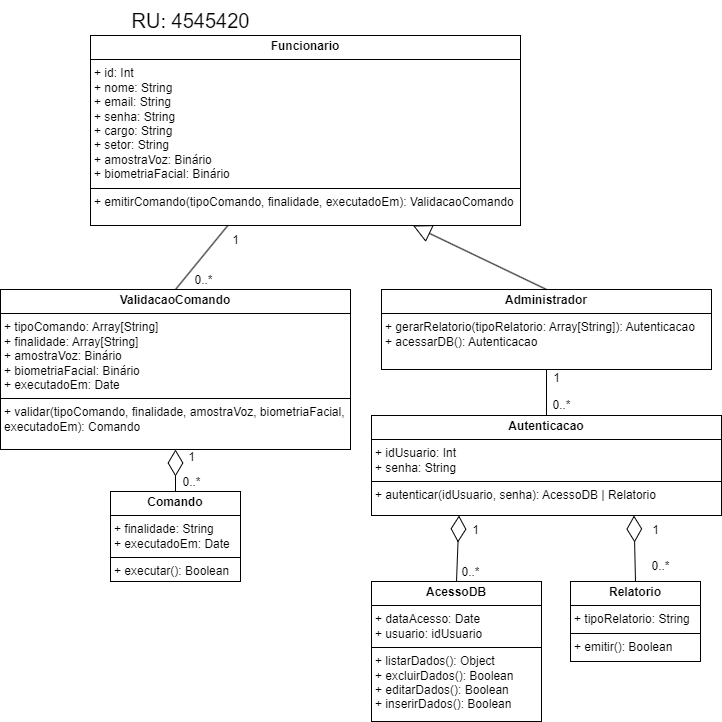 RU: 4545420
Funcionario
+ id: Int
+ nome: String
+ email: String
+ senha: String
+ cargo: String
+ setor: String
+ amostraVoz: Binário
+ biometriaFacial: Binário
+ emitirComando(tipoComando, finalidade, executadoEm): ValidacaoComando
1
0..*
ValidacaoComando
+ tipoComando: Array[String]
+ finalidade: Array[String]
+ amostraVoz: Binário
+ biometriaFacial: Binário
+ executadoEm: Date
+ validar(tipoComando, finalidade, amostraVoz, biometriaFacial,
executadoEm): Comando
1
0..*
Comando
+ finalidade: String
+ executadoEm: Date
+ executar(): Boolean
Administrador
+ gerarRelatorio(tipoRelatorio: Array[String]): Autenticacao
+ acessarDB(): Autenticacao
1
0..*
Autenticacao
+ idUsuario: Int
+ senha: String
+ autenticar(idUsuario, senha): AcessoDB | Relatorio
1
0..*
AcessoDB
+ dataAcesso: Date
+ usuario: idUsuario
+ listarDados(): Object
+ excluirDados(): Boolean
+ editarDados(): Boolean
+ inserirDados(): Boolean
1
0..*
Relatorio
+ tipoRelatorio: String
+ emitir(): Boolean